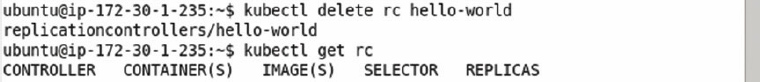 ubuntu@ip-172-30-1-235:~$ kubectl delete rc hello-world
replicationcontrollers/hello-world
ubuntu@ip-172-30-1-235:~$ kubectl get rc
CONTROLLER   CONTAINER(S)   IMAGE(S)   SELECTOR   REPLICAS